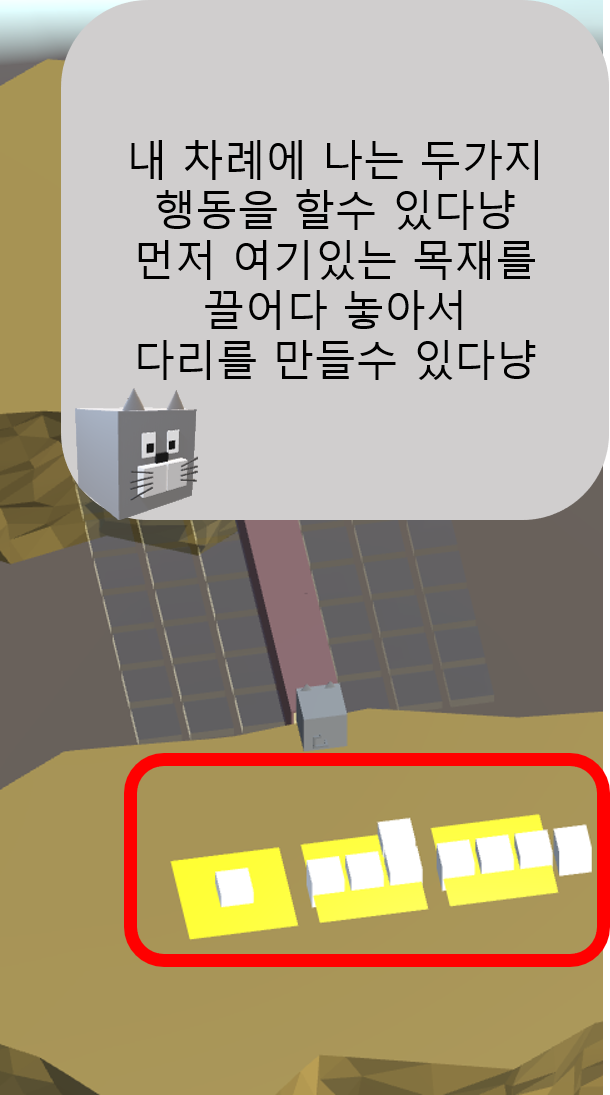 내 차례에 나는 두가지
행동을 할수 있다냥
먼저 여기있는 목재를
끌어다 놓아서
다리를 만들수 있다냥